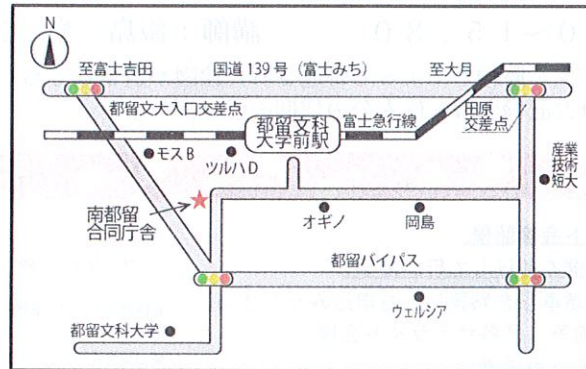 N
至富士吉田
国道139号（富士みち）
至大月
都留文大入口交差点
都留文科
大学前駅
富士急行線
田原
交差点
モスB
ツルハD
産業
技術
短大
南都留
合同庁舎
オギノ
岡島
都留バイパス
ウェルシア
都留文科大学